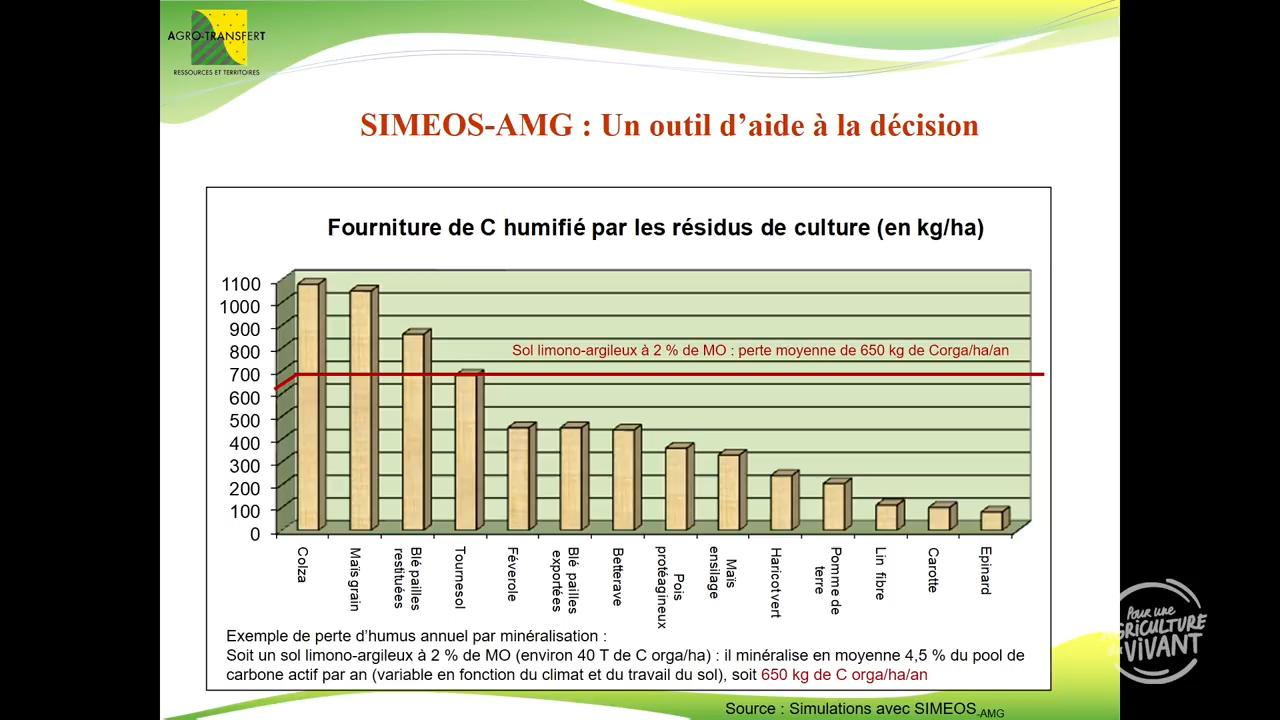 AGRO-TRANSFERT
RESSOURCES ET TERRITOIRES
SIMEOS-AMG : Un outil d’aide à la décision
Fourniture de C humifié par les résidus de culture (en kg/ha)
1100
1000
900
800
700
600
500
400
300
200
100
0
Sol limono-argileux à 2 % de MO : perte moyenne de 650 kg de Corga/ha/an
Colza
Maïs grain
Blé pailles
restituées
Tournesol
Féverole
Blé pailles
exportées
Betterave
Pois
protéagineux
Maïs
ensilage
Haricotvert
Pomme de
terre
Lin fibre
Carotte
Epinard
Exemple de perte d’humus annuel par minéralisation :
Soit un sol limono-argileux à 2 % de MO (environ 40 T de C orga/ha) : il minéralise en moyenne 4,5 % du pool de
carbone actif par an (variable en fonction du climat et du travail du sol), soit 650 kg de C orga/ha/an
Source : Simulations avec SIMEOS-AMG
Pour une
AGRICULTURE
du VIVANT